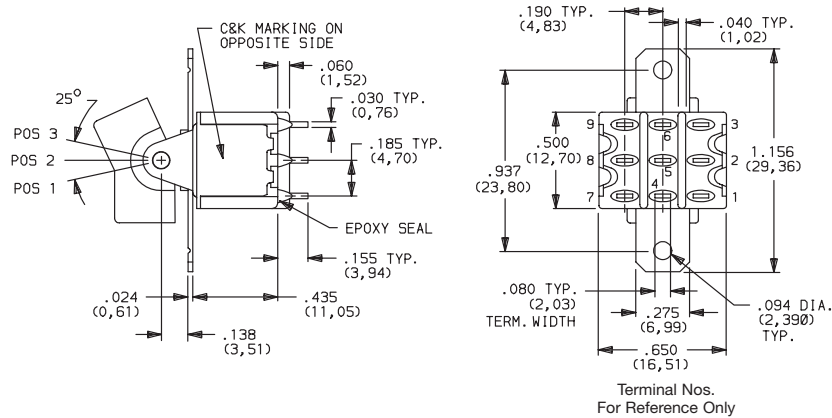 C&K MARKING ON
OPPOSITE SIDE
.060
(1,52)
.030 TYP.
(0,76)
25°
POS 3
POS 2
POS 1
.185 TYP.
(4,70)
EPOXY SEAL
.155 TYP.
(3,94)
.024
(0,61)
.435
(11,05)
.138
(3,51)
.190 TYP.
(4,83)
.040 TYP.
(1,02)
9
6
3
.500
(12,70)
8
5
2
1.156
(29,36)
.937
(23,80)
7
4
1
.080 TYP.
(2,03)
TERM. WIDTH
.275
(6,99)
.094 DIA.
(2,39Ø)
TYP.
.650
(16,51)
Terminal Nos.
For Reference Only